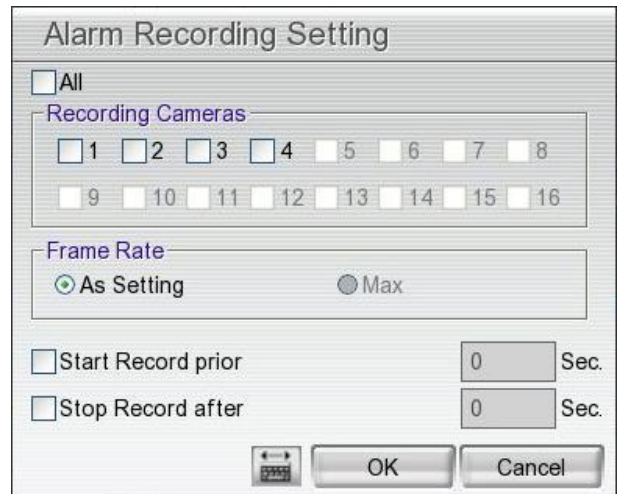 Alarm Recording Setting
All
Recording Cameras
1 2 3 4 5 6 7 8
9 10 11 12 13 14 15 16
Frame Rate
As Setting Max
Start Record prior 0 Sec.
Stop Record after 0 Sec.
OK Cancel